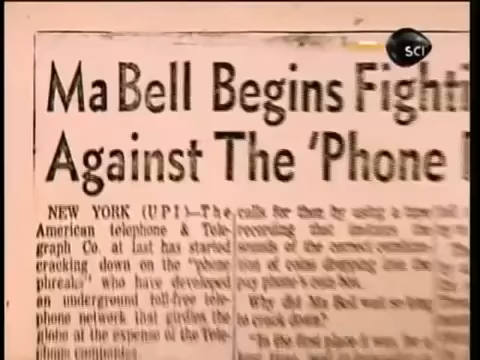 SCI
Ma Bell Begins Fighti
Against The 'Phone
NEW YORK (UPI)—The
American telephone & Tele-
graph Co. at last has started
cracking down on the "phone
phreaks" who have developed
an underground toll-free tele-
phone network that girdles the
globe at the expense of the Tele-
phone companies.
calls for them by using a tape
recording that imitates the
sounds of the correct combina-
tion of coins dropping into the
pay phone's coin box.
Why did Ma Bell wait so long
to crack down?
"In the first place it was